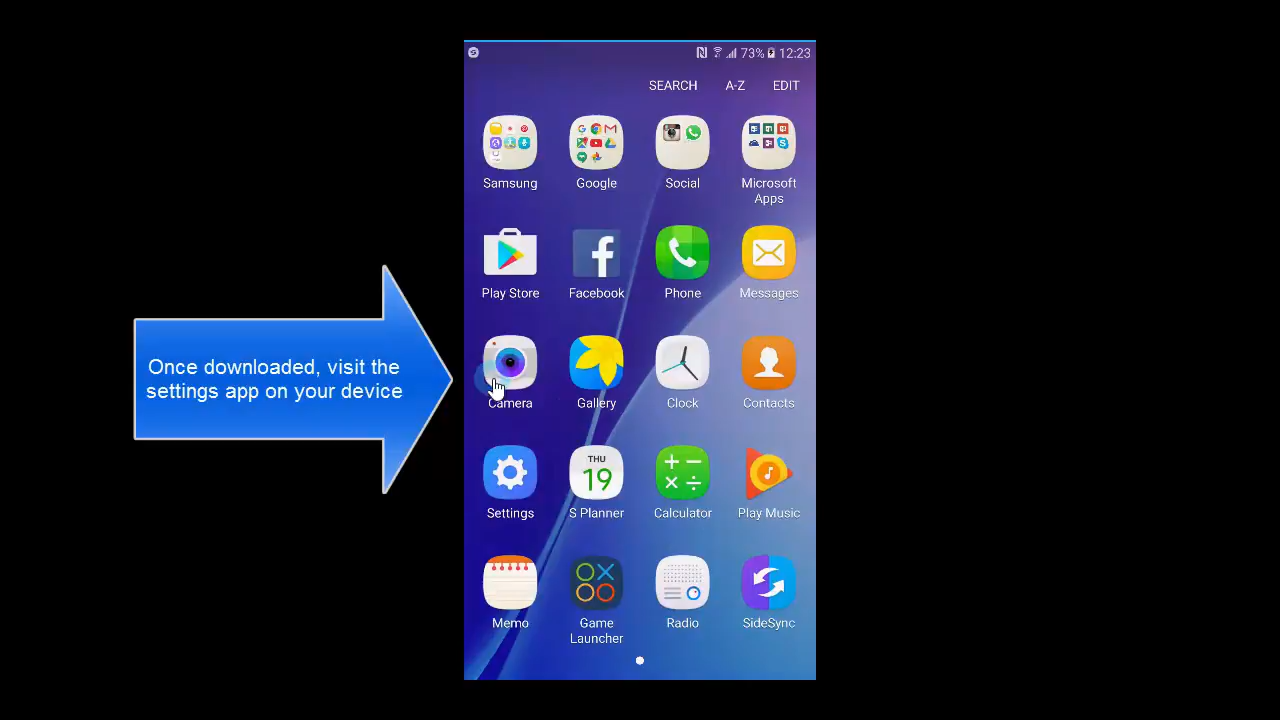 73% 12:23
SEARCH A-Z EDIT
Samsung Google Social Microsoft Apps
Play Store Facebook Phone Messages
Once downloaded, visit the
settings app on your device
Camera Gallery Clock Contacts
THU
19
Settings S Planner Calculator Play Music
Memo Game Launcher Radio SideSync